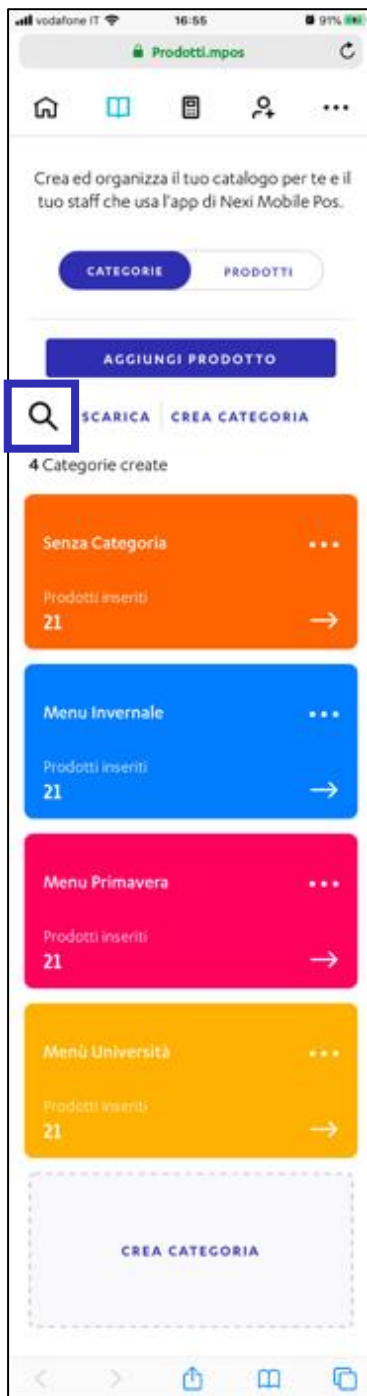 vodafone IT 16:55 91%
Prodotti.mpos
Crea ed organizza il tuo catalogo per te e il
tuo staff che usa l'app di Nexi Mobile Pos.
CATEGORIE PRODOTTI
AGGIUNGI PRODOTTO
SCARICA CREA CATEGORIA
4 Categorie create
Senza Categoria
Prodotti inseriti
21
Menu Invernale
Prodotti inseriti
21
Menu Primavera
Prodotti inseriti
21
Menù Università
Prodotti inseriti
21
CREA CATEGORIA